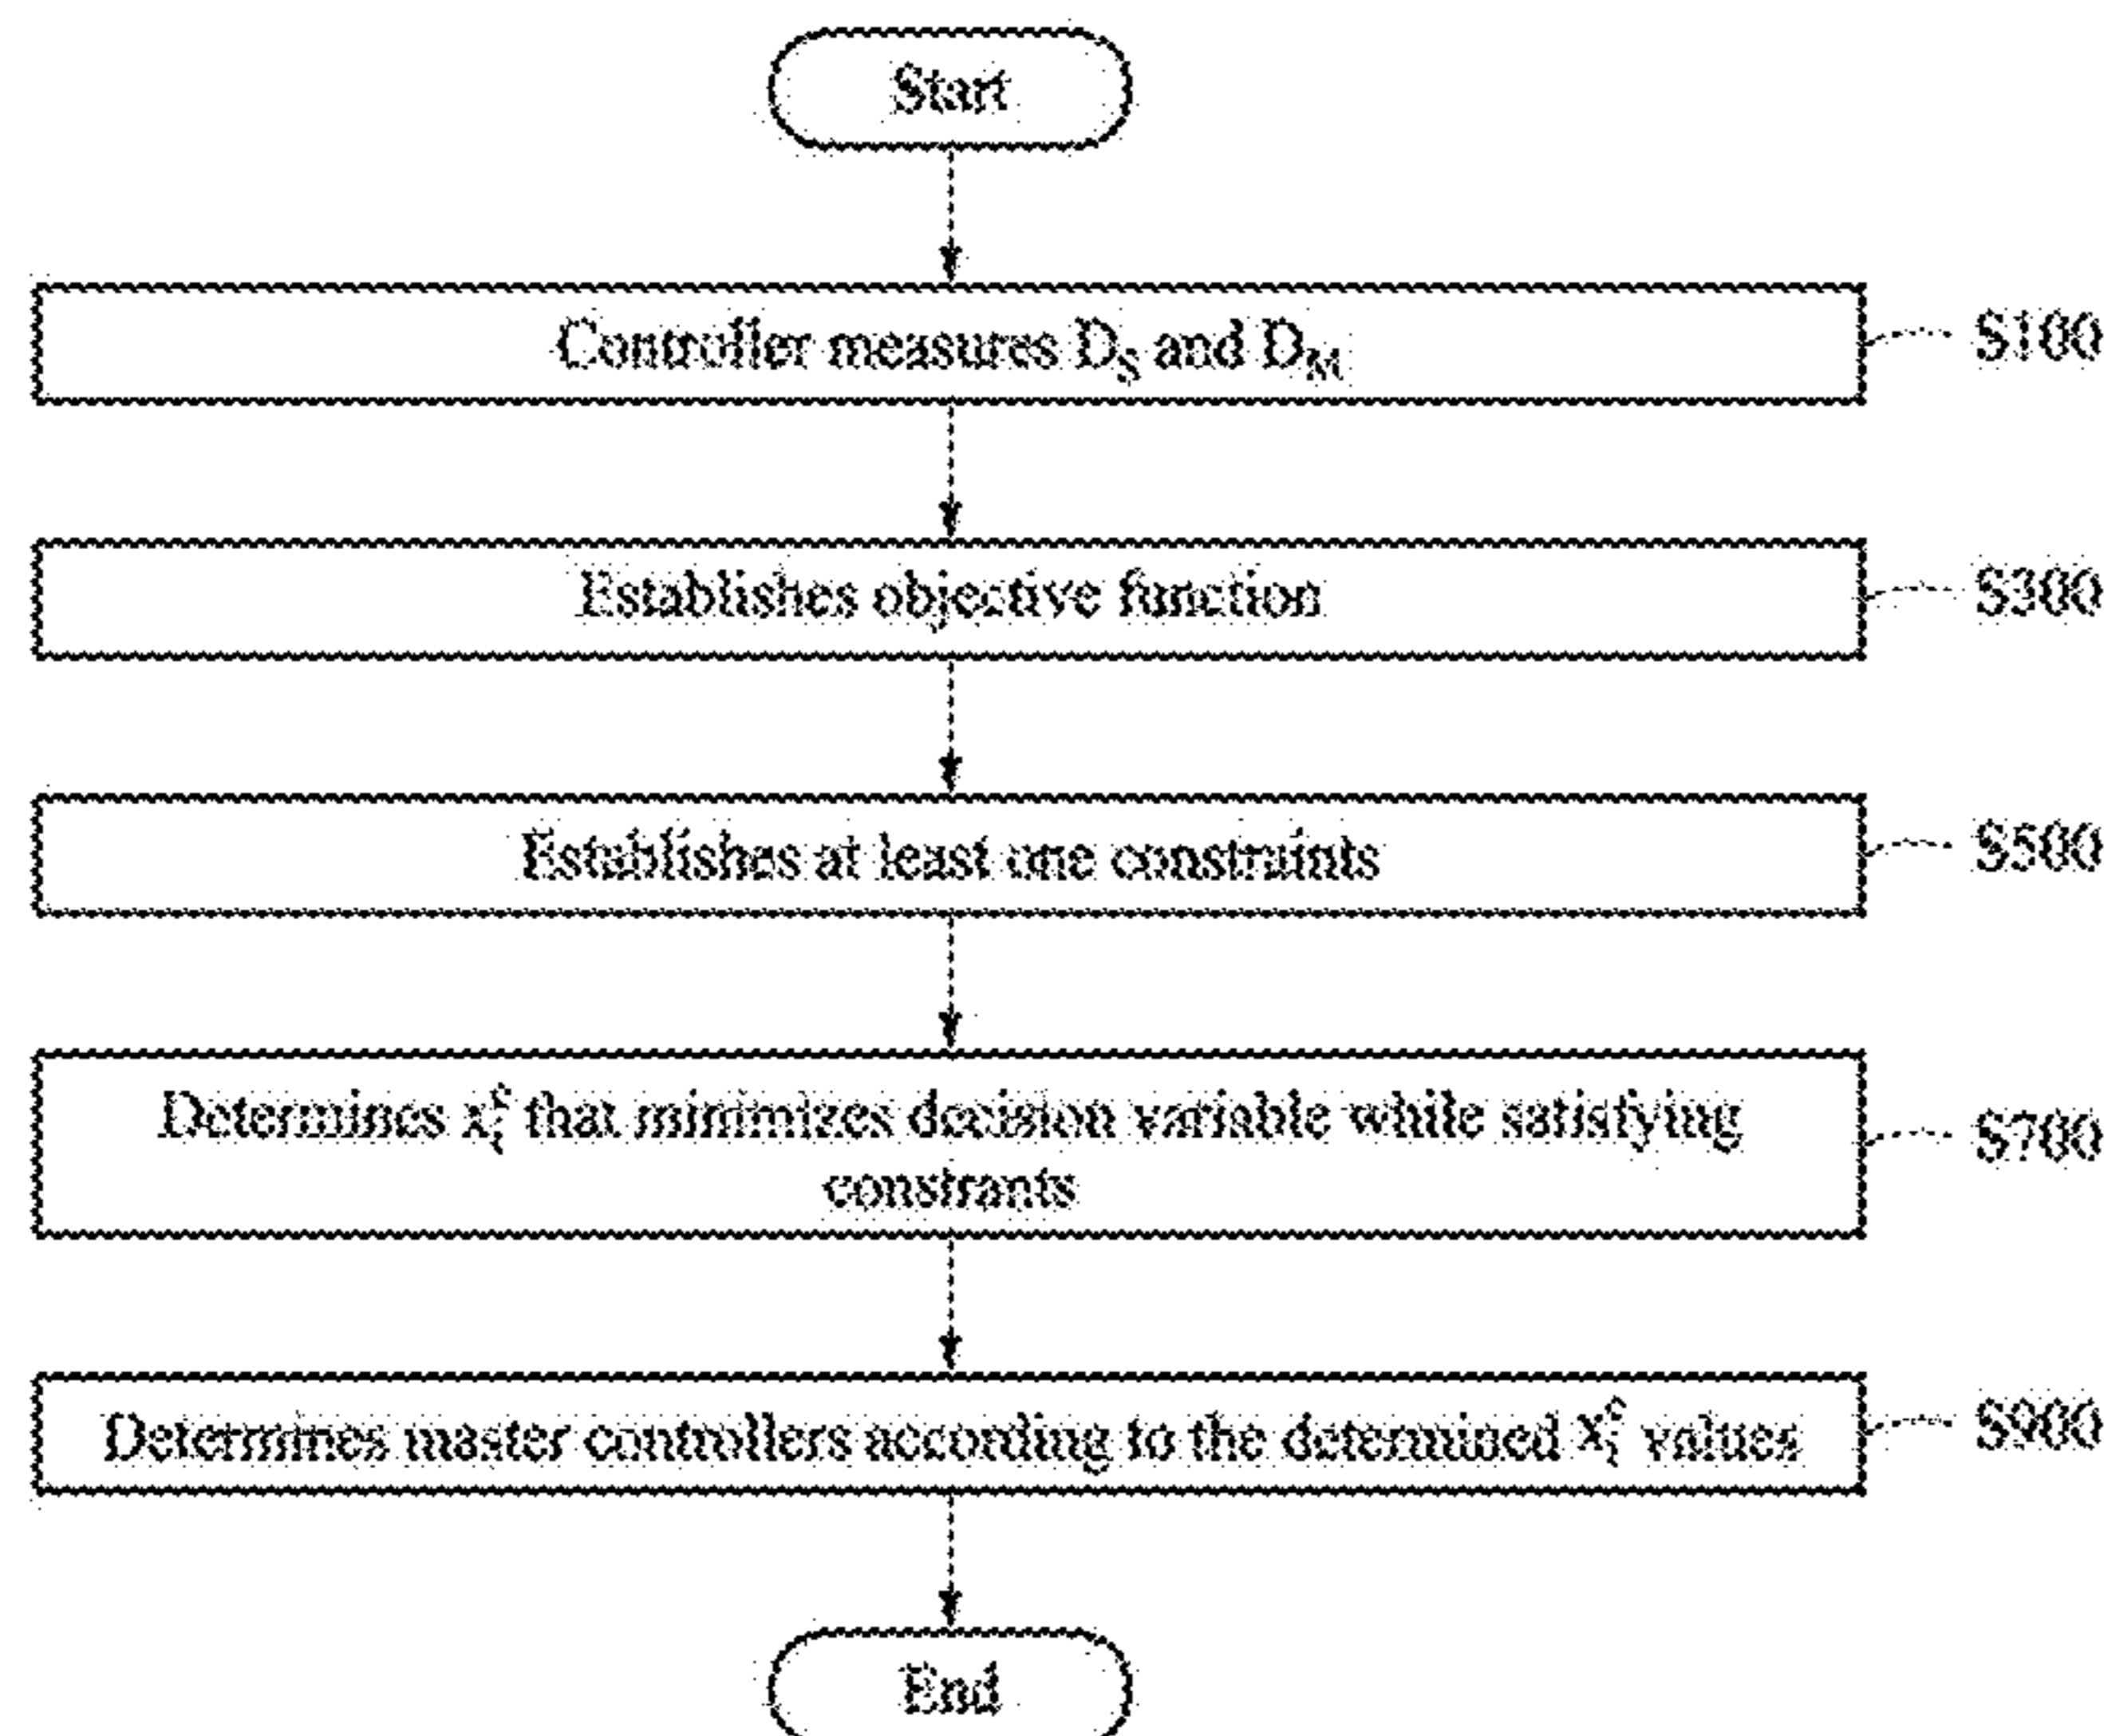 Start
Controller measures D_S and D_M
S100
Establishes objective function
S300
Establishes at least one constraints
S500
Determines x_i^c that minimizes decision variable while satisfying
constrants
S700
Determines master controllers according to the determined x_i^c values
S900
End